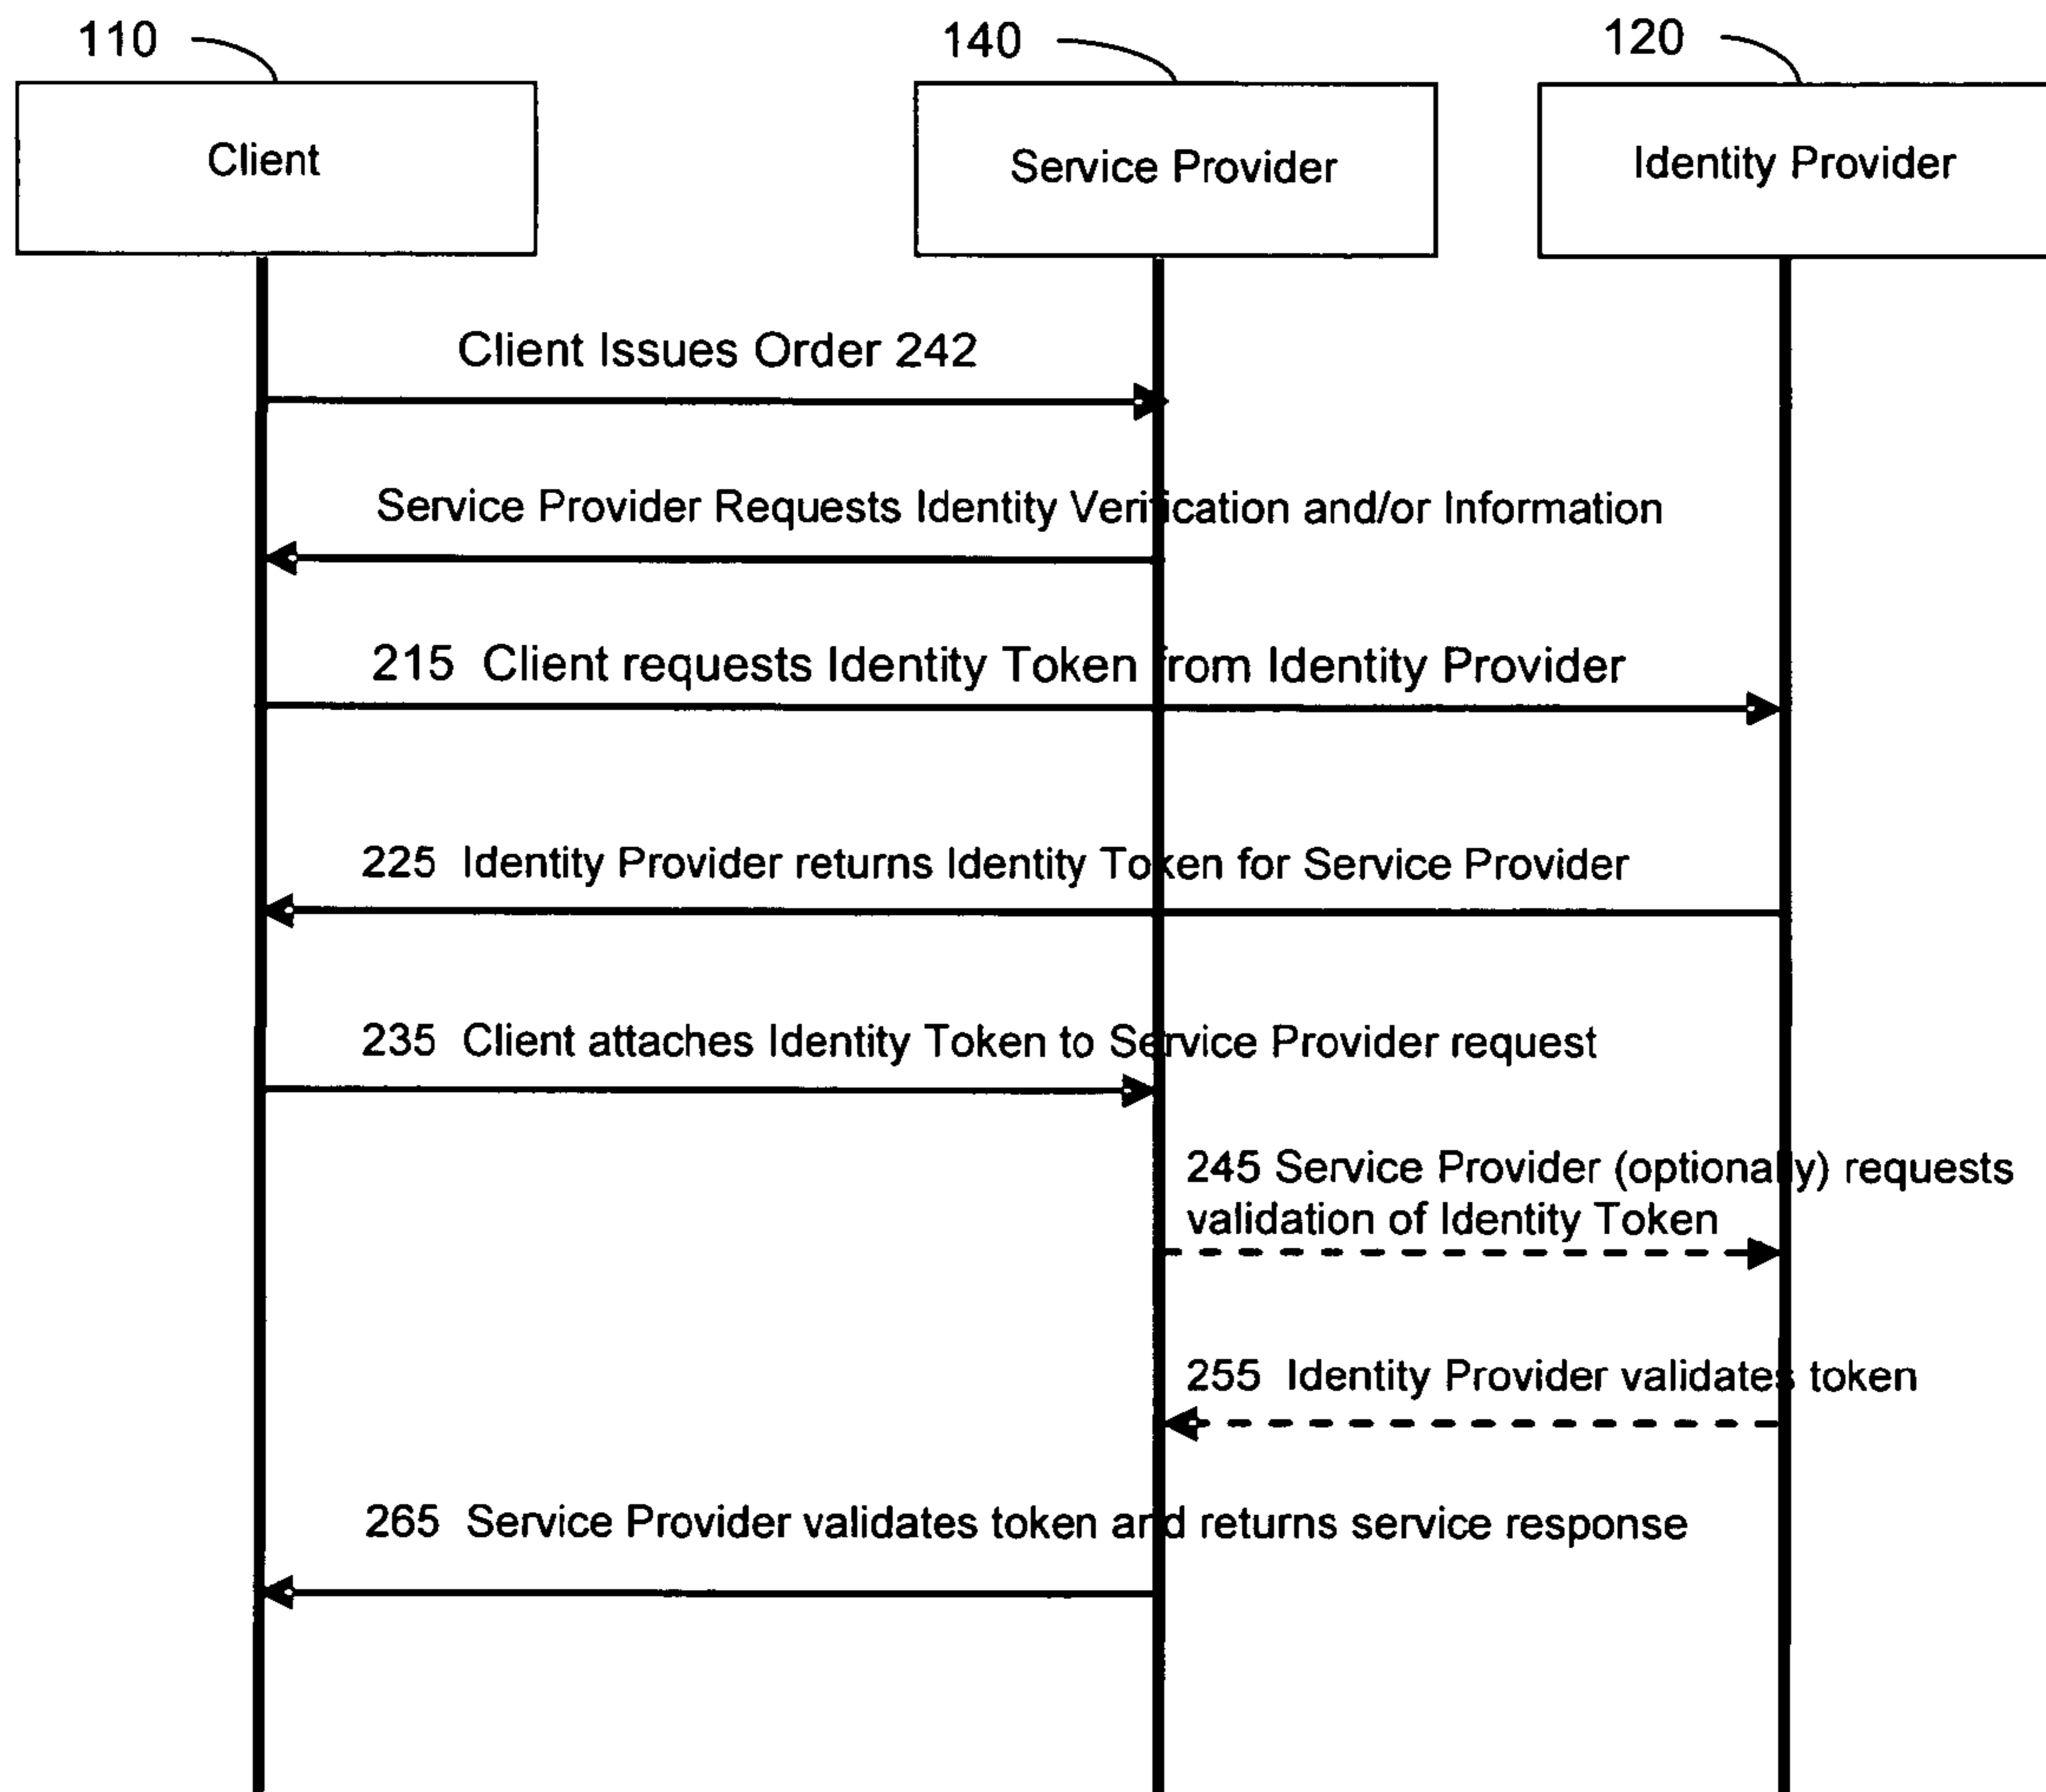 110
140
120
Client
Service Provider
Identity Provider
Client Issues Order 242
Service Provider Requests Identity Verification and/or Information
215 Client requests Identity Token from Identity Provider
225 Identity Provider returns Identity Token for Service Provider
235 Client attaches Identity Token to Service Provider request
245 Service Provider (optionally) requests
validation of Identity Token
255 Identity Provider validates token
265 Service Provider validates token and returns service response